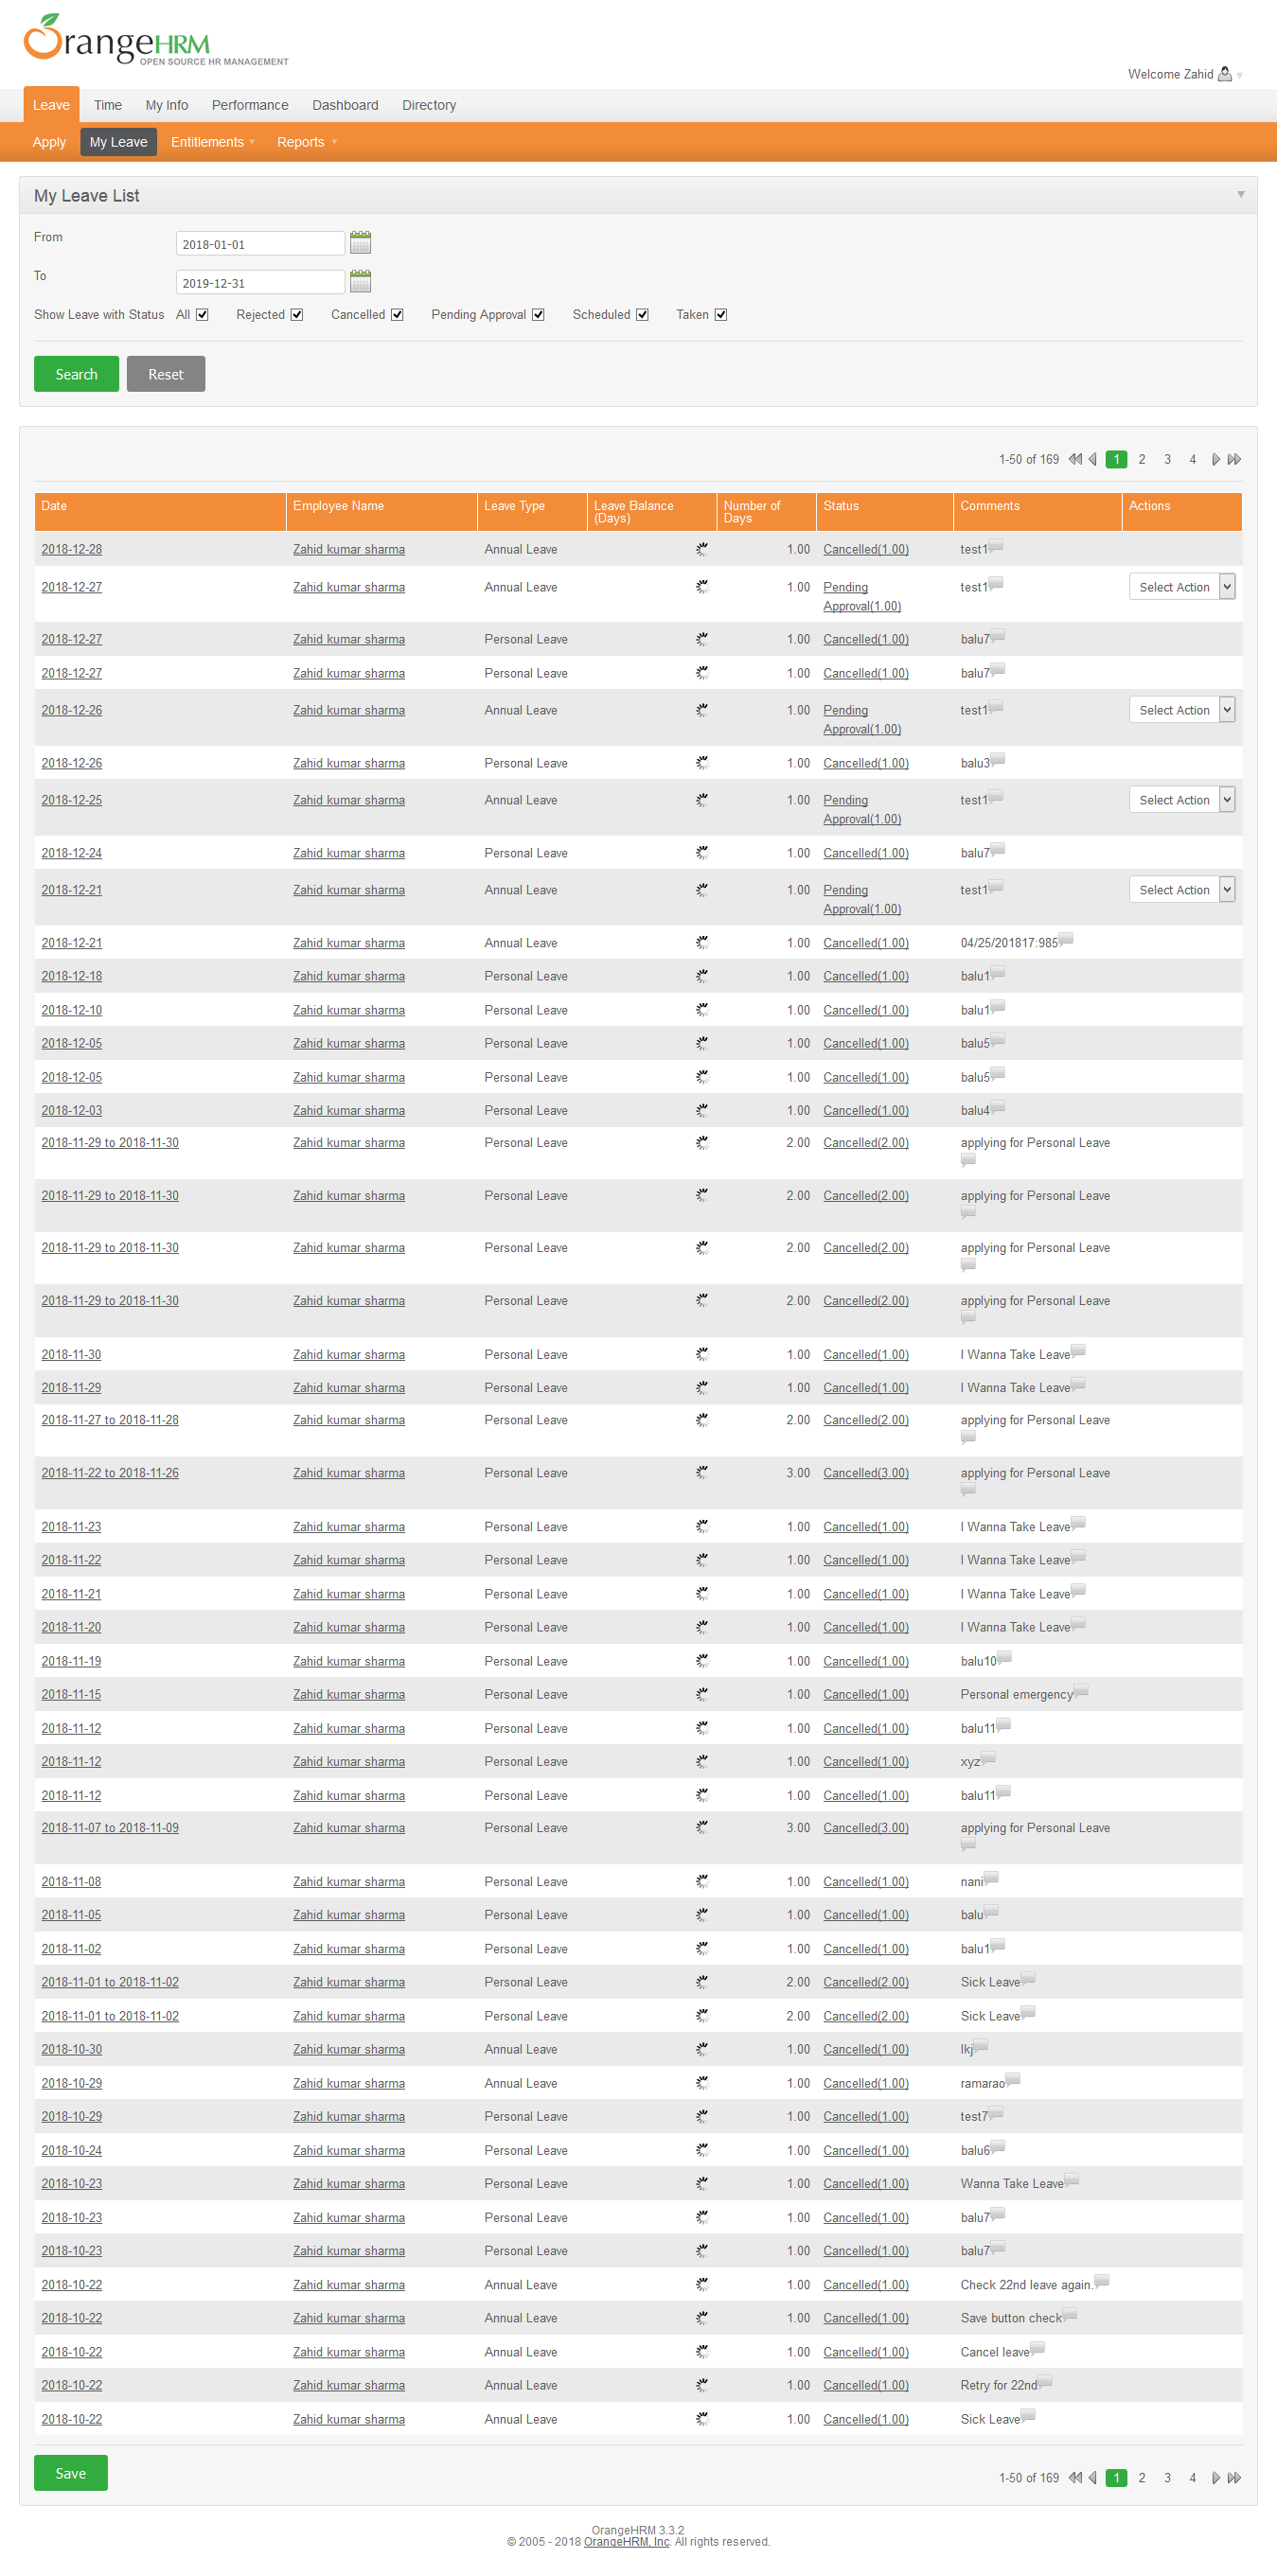 OrangeHRM
OPEN SOURCE HR MANAGEMENT
Welcome Zahid
Leave Time My Info Performance Dashboard Directory
Apply My Leave Entitlements Reports
My Leave List
From 2018-01-01
To 2019-12-31
Show Leave with Status All Rejected Cancelled Pending Approval Scheduled Taken
Search Reset
1-50 of 169 1 2 3 4
Date Employee Name Leave Type Leave Balance (Days) Number of Days Status Comments Actions
2018-12-28 Zahid kumar sharma Annual Leave 1.00 Cancelled(1.00) test1
2018-12-27 Zahid kumar sharma Annual Leave 1.00 Pending Approval(1.00) test1 Select Action
2018-12-27 Zahid kumar sharma Personal Leave 1.00 Cancelled(1.00) balu7
2018-12-27 Zahid kumar sharma Personal Leave 1.00 Cancelled(1.00) balu7
2018-12-26 Zahid kumar sharma Annual Leave 1.00 Pending Approval(1.00) test1 Select Action
2018-12-26 Zahid kumar sharma Personal Leave 1.00 Cancelled(1.00) balu3
2018-12-25 Zahid kumar sharma Annual Leave 1.00 Pending Approval(1.00) test1 Select Action
2018-12-24 Zahid kumar sharma Personal Leave 1.00 Cancelled(1.00) balu7
2018-12-21 Zahid kumar sharma Annual Leave 1.00 Pending Approval(1.00) test1 Select Action
2018-12-21 Zahid kumar sharma Annual Leave 1.00 Cancelled(1.00) 04/25/201817:985
2018-12-18 Zahid kumar sharma Personal Leave 1.00 Cancelled(1.00) balu1
2018-12-10 Zahid kumar sharma Personal Leave 1.00 Cancelled(1.00) balu1
2018-12-05 Zahid kumar sharma Personal Leave 1.00 Cancelled(1.00) balu5
2018-12-05 Zahid kumar sharma Personal Leave 1.00 Cancelled(1.00) balu5
2018-12-03 Zahid kumar sharma Personal Leave 1.00 Cancelled(1.00) balu4
2018-11-29 to 2018-11-30 Zahid kumar sharma Personal Leave 2.00 Cancelled(2.00) applying for Personal Leave
2018-11-29 to 2018-11-30 Zahid kumar sharma Personal Leave 2.00 Cancelled(2.00) applying for Personal Leave
2018-11-29 to 2018-11-30 Zahid kumar sharma Personal Leave 2.00 Cancelled(2.00) applying for Personal Leave
2018-11-29 to 2018-11-30 Zahid kumar sharma Personal Leave 2.00 Cancelled(2.00) applying for Personal Leave
2018-11-30 Zahid kumar sharma Personal Leave 1.00 Cancelled(1.00) I Wanna Take Leave
2018-11-29 Zahid kumar sharma Personal Leave 1.00 Cancelled(1.00) I Wanna Take Leave
2018-11-27 to 2018-11-28 Zahid kumar sharma Personal Leave 2.00 Cancelled(2.00) applying for Personal Leave
2018-11-22 to 2018-11-26 Zahid kumar sharma Personal Leave 3.00 Cancelled(3.00) applying for Personal Leave
2018-11-23 Zahid kumar sharma Personal Leave 1.00 Cancelled(1.00) I Wanna Take Leave
2018-11-22 Zahid kumar sharma Personal Leave 1.00 Cancelled(1.00) I Wanna Take Leave
2018-11-21 Zahid kumar sharma Personal Leave 1.00 Cancelled(1.00) I Wanna Take Leave
2018-11-20 Zahid kumar sharma Personal Leave 1.00 Cancelled(1.00) I Wanna Take Leave
2018-11-19 Zahid kumar sharma Personal Leave 1.00 Cancelled(1.00) balu10
2018-11-15 Zahid kumar sharma Personal Leave 1.00 Cancelled(1.00) Personal emergency
2018-11-12 Zahid kumar sharma Personal Leave 1.00 Cancelled(1.00) balu11
2018-11-12 Zahid kumar sharma Personal Leave 1.00 Cancelled(1.00) xyz
2018-11-12 Zahid kumar sharma Personal Leave 1.00 Cancelled(1.00) balu11
2018-11-07 to 2018-11-09 Zahid kumar sharma Personal Leave 3.00 Cancelled(3.00) applying for Personal Leave
2018-11-08 Zahid kumar sharma Personal Leave 1.00 Cancelled(1.00) nani
2018-11-05 Zahid kumar sharma Personal Leave 1.00 Cancelled(1.00) balu
2018-11-02 Zahid kumar sharma Personal Leave 1.00 Cancelled(1.00) balu1
2018-11-01 to 2018-11-02 Zahid kumar sharma Personal Leave 2.00 Cancelled(2.00) Sick Leave
2018-11-01 to 2018-11-02 Zahid kumar sharma Personal Leave 2.00 Cancelled(2.00) Sick Leave
2018-10-30 Zahid kumar sharma Annual Leave 1.00 Cancelled(1.00) lkj
2018-10-29 Zahid kumar sharma Annual Leave 1.00 Cancelled(1.00) ramarao
2018-10-29 Zahid kumar sharma Personal Leave 1.00 Cancelled(1.00) test7
2018-10-24 Zahid kumar sharma Personal Leave 1.00 Cancelled(1.00) balu6
2018-10-23 Zahid kumar sharma Personal Leave 1.00 Cancelled(1.00) Wanna Take Leave
2018-10-23 Zahid kumar sharma Personal Leave 1.00 Cancelled(1.00) balu7
2018-10-23 Zahid kumar sharma Personal Leave 1.00 Cancelled(1.00) balu7
2018-10-22 Zahid kumar sharma Annual Leave 1.00 Cancelled(1.00) Check 22nd leave again.
2018-10-22 Zahid kumar sharma Annual Leave 1.00 Cancelled(1.00) Save button check
2018-10-22 Zahid kumar sharma Annual Leave 1.00 Cancelled(1.00) Cancel leave
2018-10-22 Zahid kumar sharma Annual Leave 1.00 Cancelled(1.00) Retry for 22nd
2018-10-22 Zahid kumar sharma Annual Leave 1.00 Cancelled(1.00) Sick Leave
Save 1-50 of 169 1 2 3 4
OrangeHRM 3.3.2
© 2005 - 2018 OrangeHRM, Inc. All rights reserved.